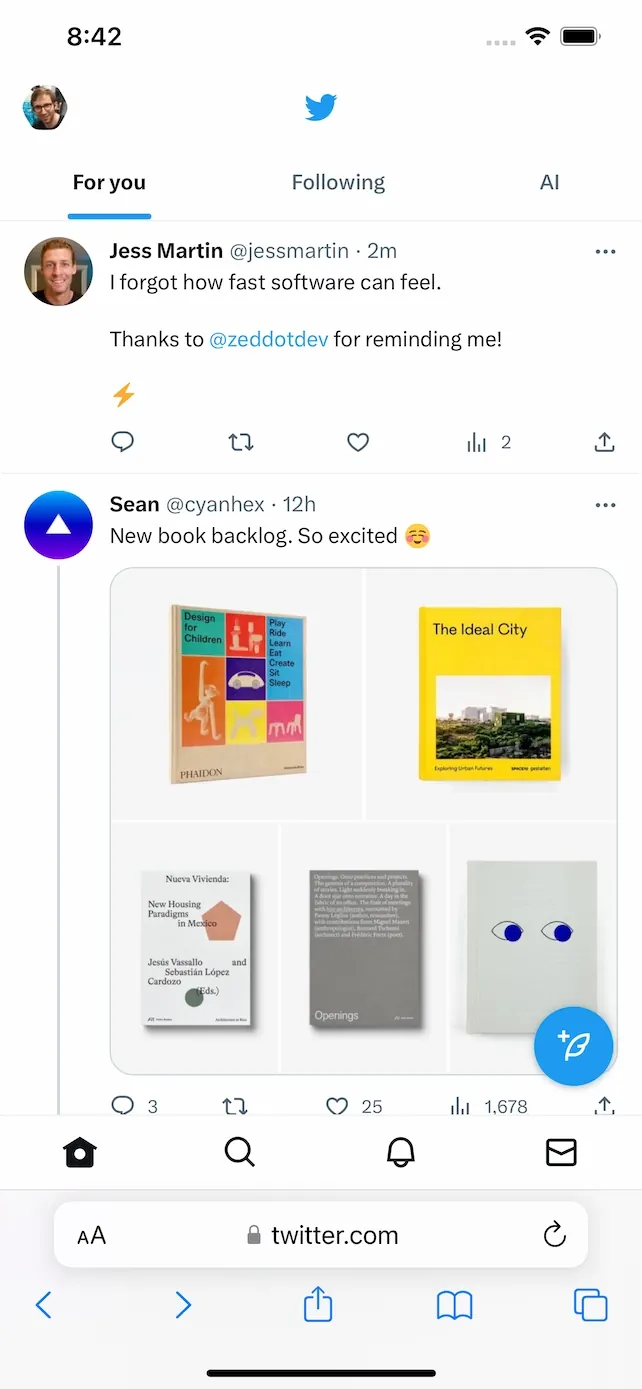 8:42
For you
Following
AI
Jess Martin @jessmartin · 2m
I forgot how fast software can feel.
Thanks to @zeddotdev for reminding me!
2
Sean @cyanhex · 12h
New book backlog. So excited
Design
for
Children
Play
Ride
Learn
Eat
Create
Sit
Sleep
PHAIDON
The Ideal City
Exploring Urban Futures
SPACE10 gestalten
Nueva Vivienda:
New Housing
Paradigms
in Mexico
Jesús Vassallo and
Sebastián López
Cardozo
(Eds.)
Openings
3
25
1,678
AA
twitter.com